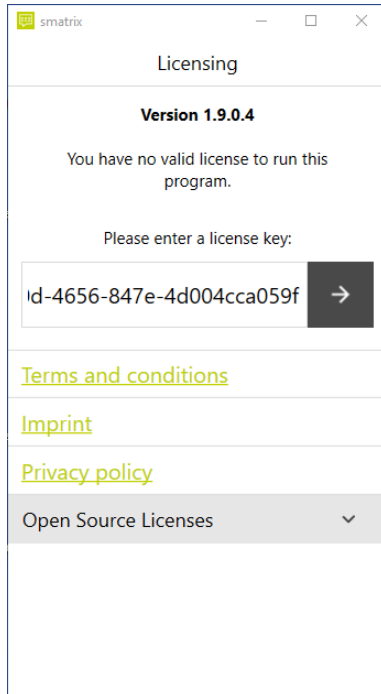 smatrix
Licensing
Version 1.9.0.4
You have no valid license to run this
program.
Please enter a license key:
d-4656-847e-4d004cca059f
Terms and conditions
Imprint
Privacy policy
Open Source Licenses